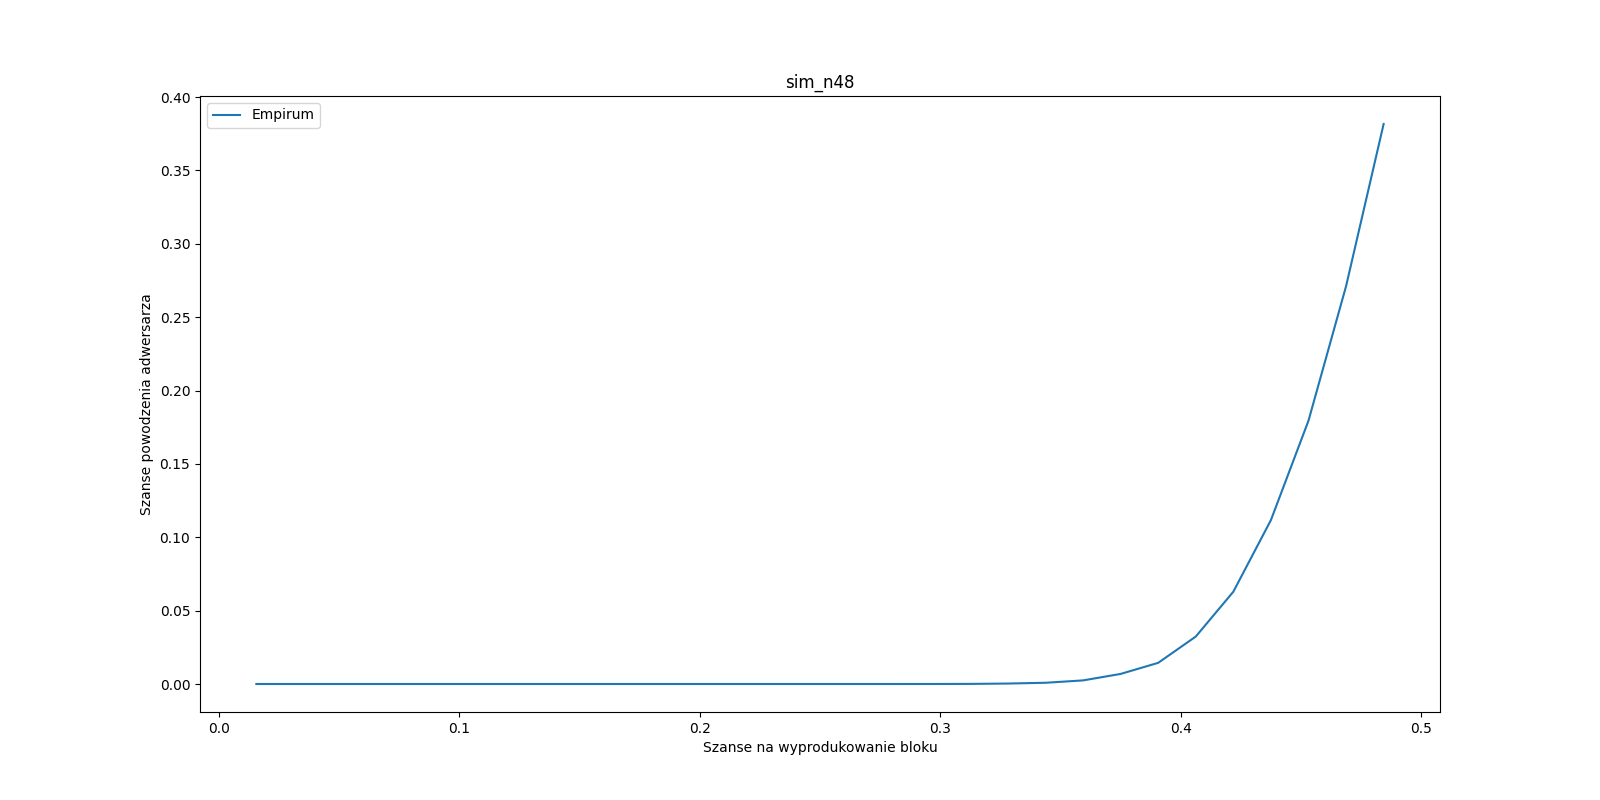 sim_n48
Empirum
Szanse powodzenia adwersarza
0.40
0.35
0.30
0.25
0.20
0.15
0.10
0.05
0.00
0.0 0.1 0.2 0.3 0.4 0.5
Szanse na wyprodukowanie bloku